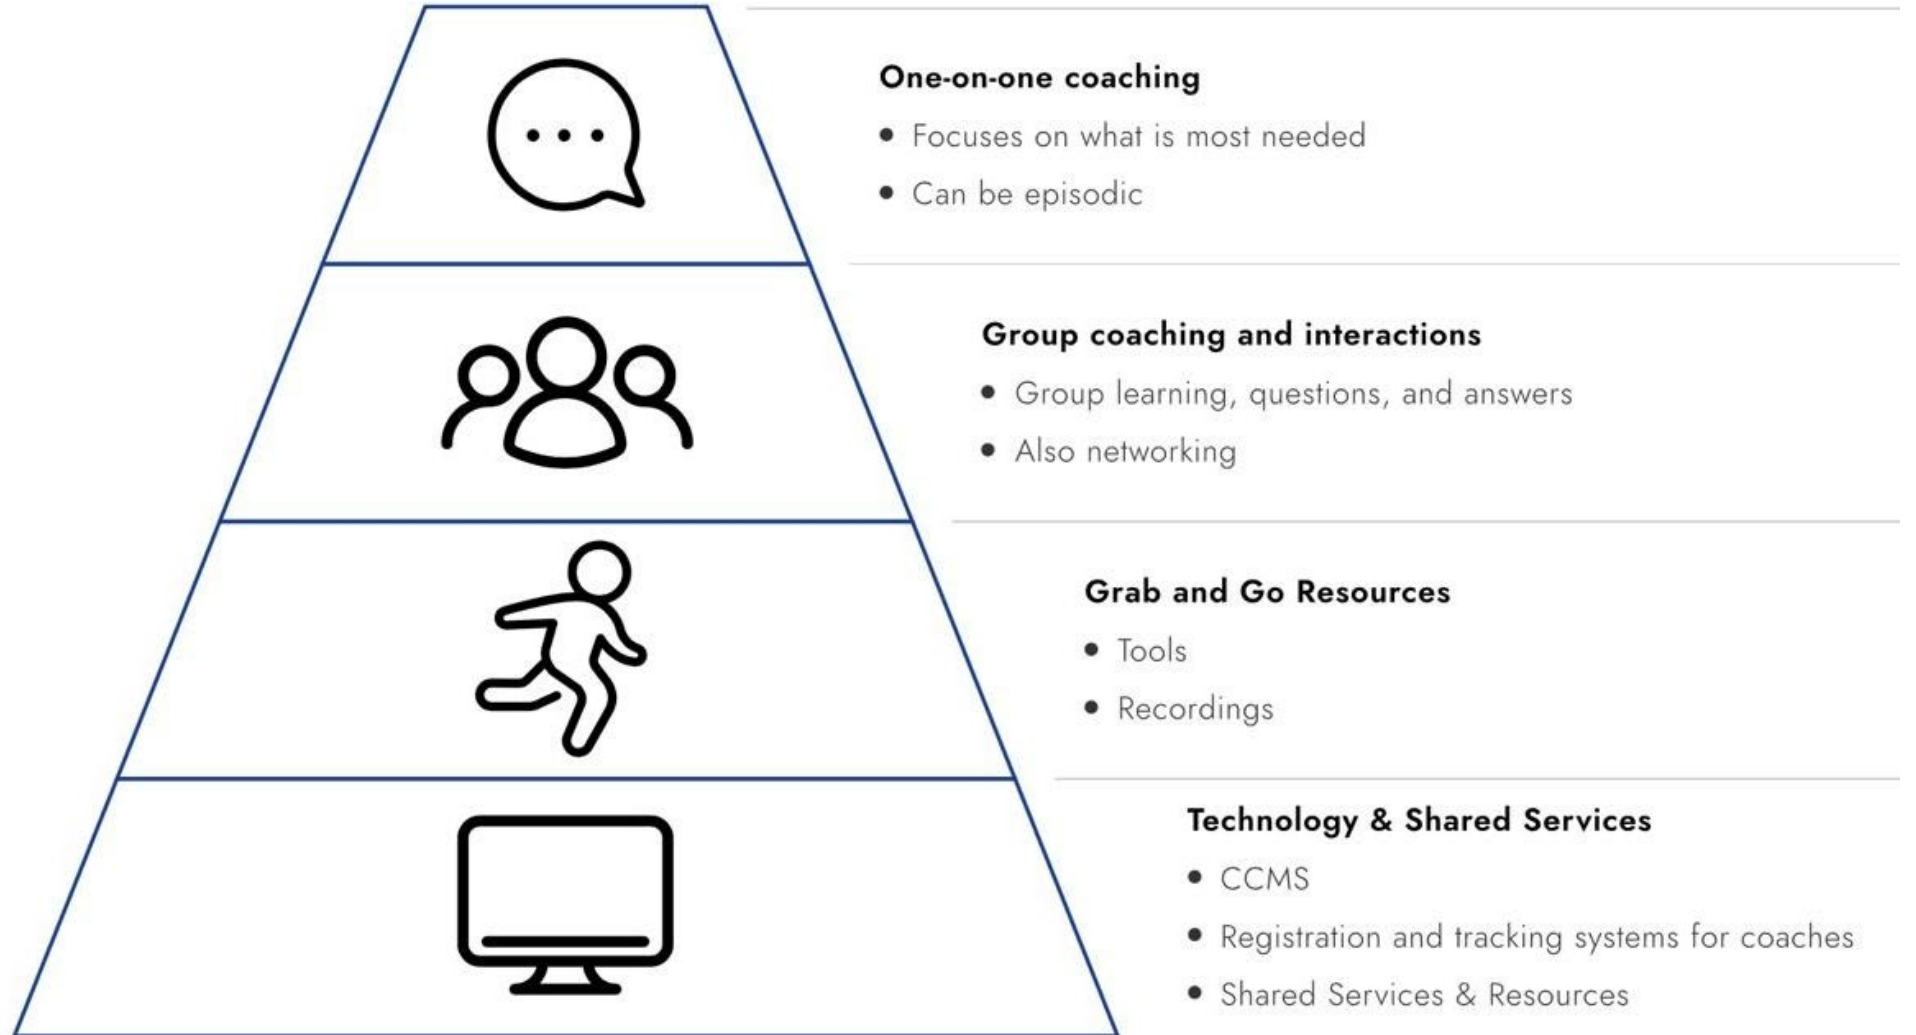 One-on-one coaching
• Focuses on what is most needed
• Can be episodic
Group coaching and interactions
• Group learning, questions, and answers
• Also networking
Grab and Go Resources
• Tools
• Recordings
Technology & Shared Services
• CCMS
• Registration and tracking systems for coaches
• Shared Services & Resources